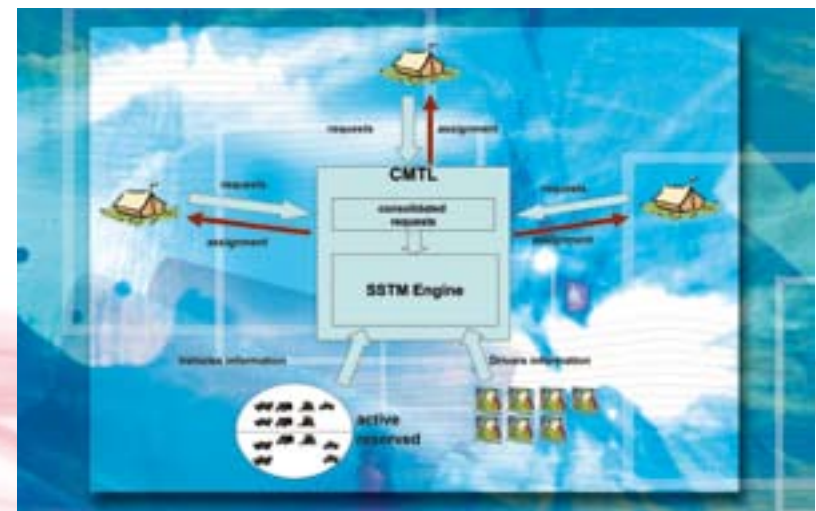 requests
assignment
CMTL
requests
requests
consolidated
requests
assignment
assignment
SSTM Engine
Vehicles information
Drivers information
active
reserved